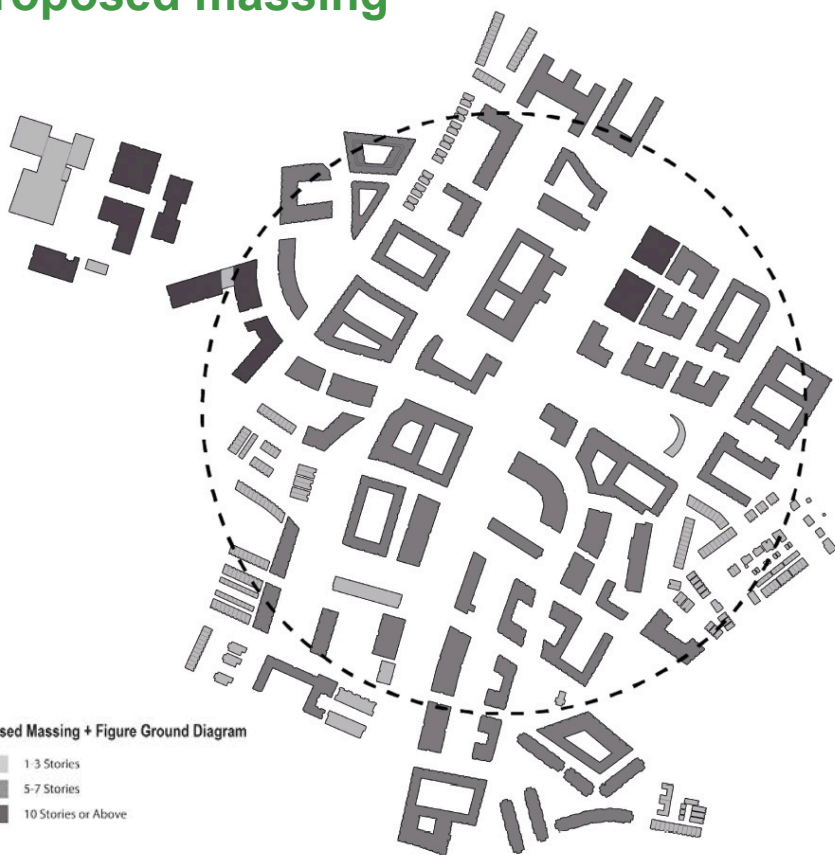 roposed massing
sed Massing + Figure Ground Diagram
1-3 Stories
5-7 Stories
10 Stories or Above